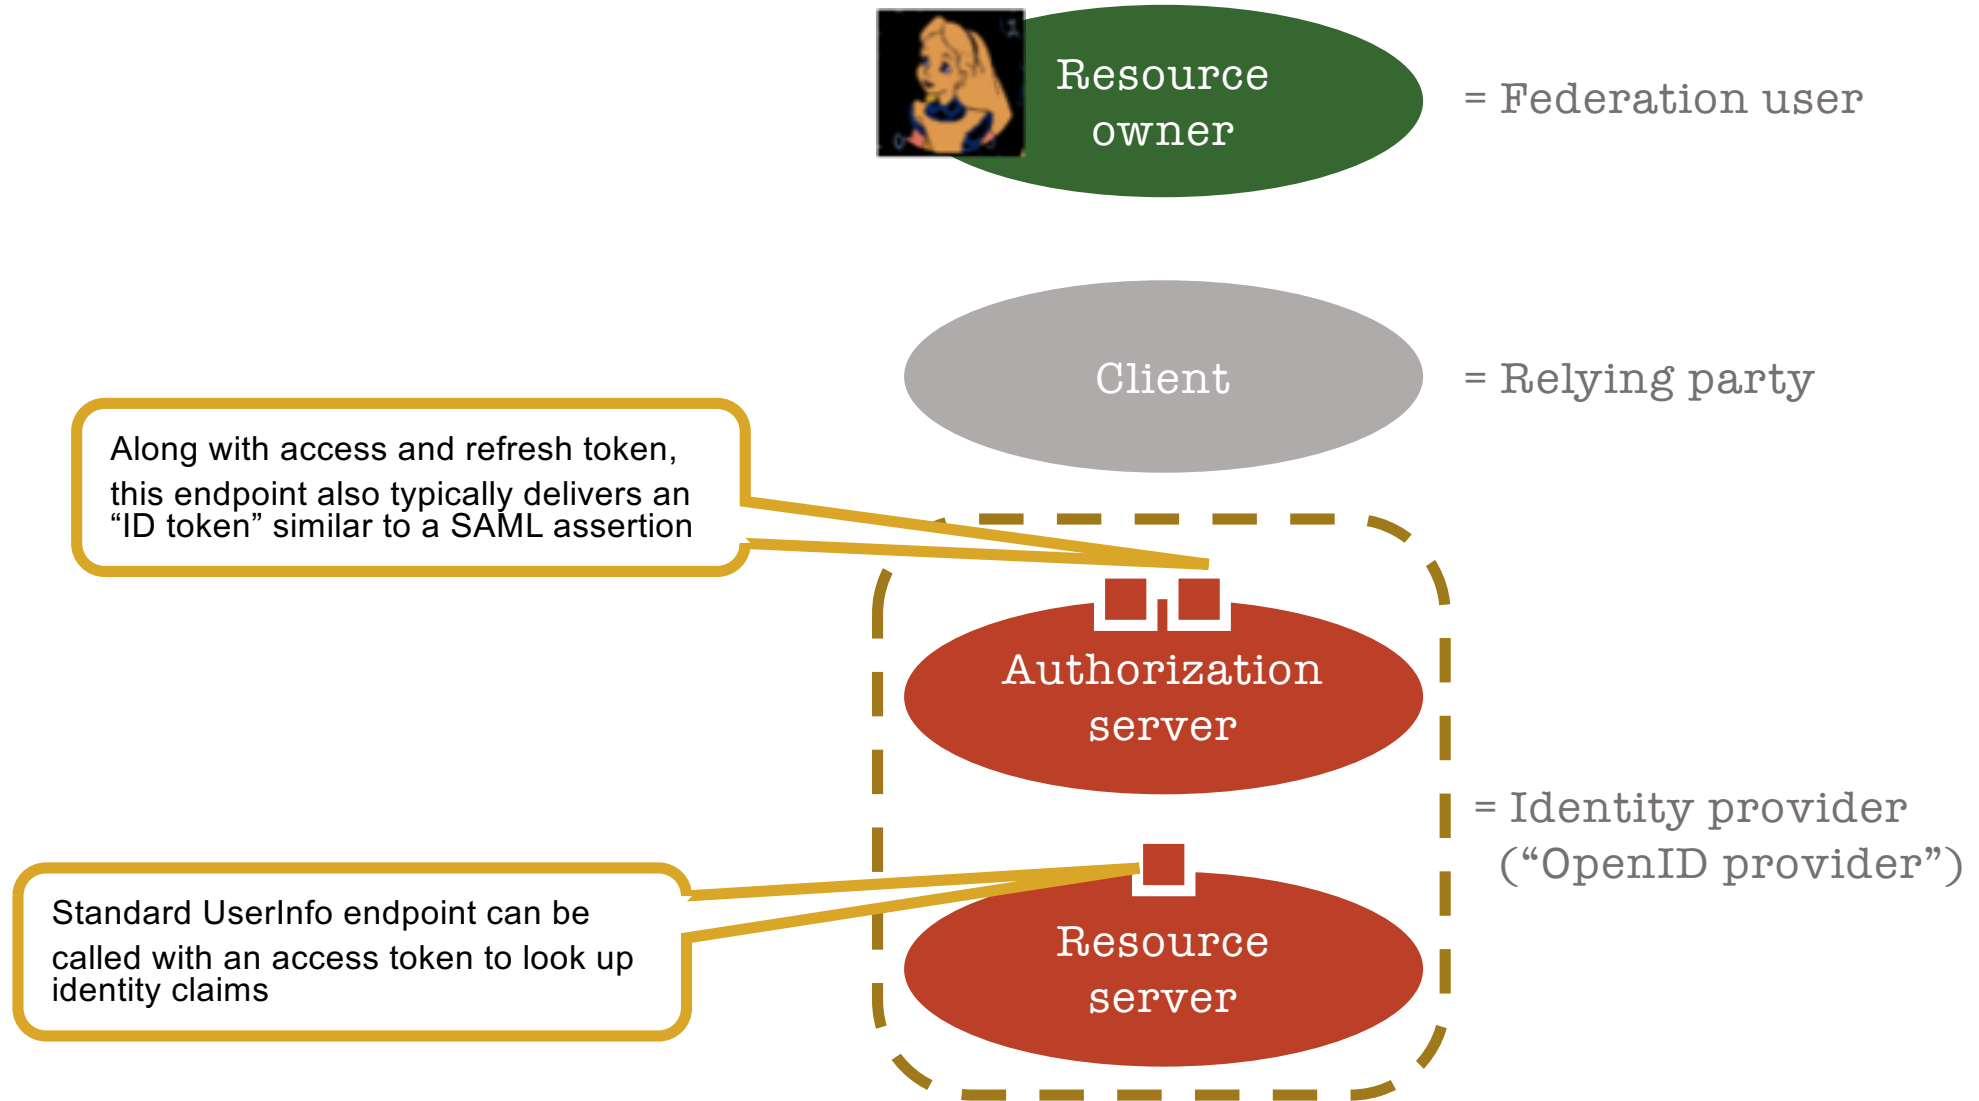 Resource
owner
= Federation user
Client
= Relying party
Along with access and refresh token,
this endpoint also typically delivers an
“ID token” similar to a SAML assertion
Authorization
server
= Identity provider
(“OpenID provider”)
Standard UserInfo endpoint can be
called with an access token to look up
identity claims
Resource
server